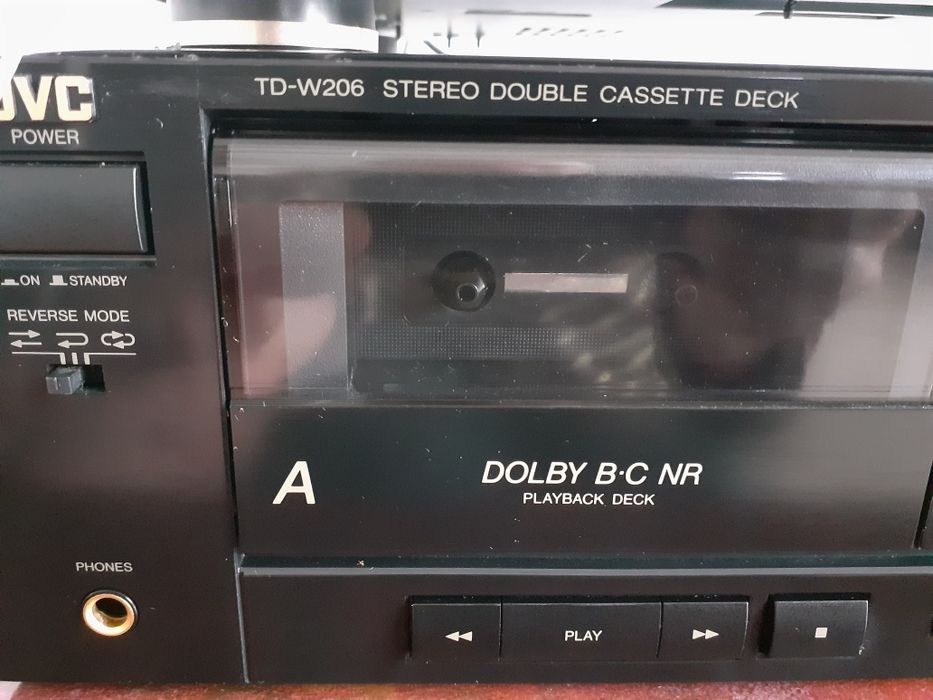 JVC
TD-W206 STEREO DOUBLE CASSETTE DECK
POWER
ON STANDBY
REVERSE MODE
A
DOLBY B·C NR
PLAYBACK DECK
PHONES
PLAY